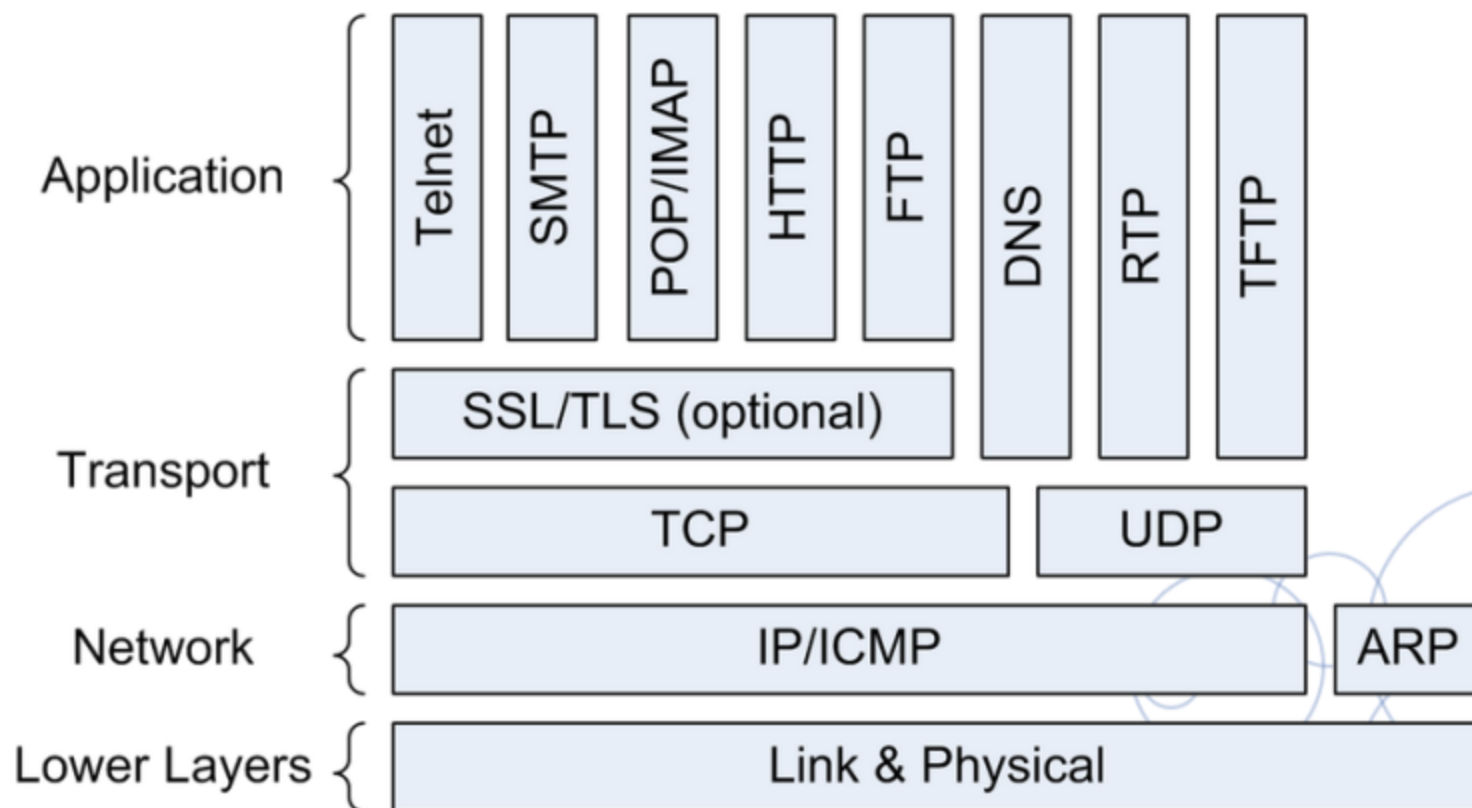 Application
Telnet
SMTP
POP/IMAP
HTTP
FTP
DNS
RTP
TFTP
Transport
SSL/TLS (optional)
TCP
UDP
Network
IP/ICMP
ARP
Lower Layers
Link & Physical